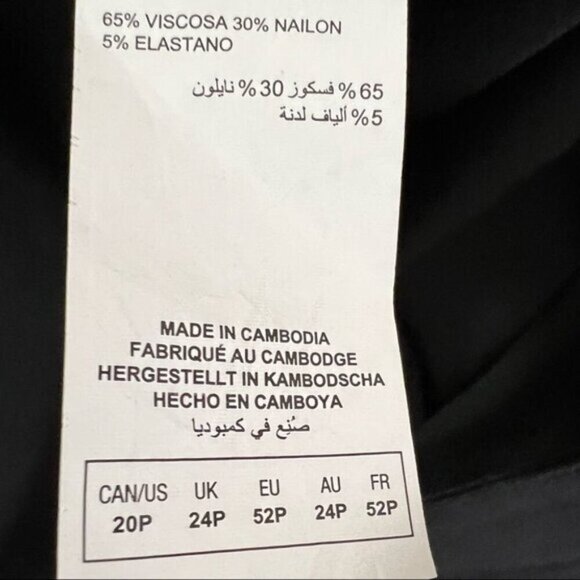 65% VISCOSA 30% NAILON
5% ELASTANO
65 % فسكوز 30 % نايلون
5 % ألياف لدنة
MADE IN CAMBODIA
FABRIQUÉ AU CAMBODGE
HERGESTELLT IN KAMBODSCHA
HECHO EN CAMBOYA
صُنِع في كمبوديا
CAN/US UK EU AU FR
20P 24P 52P 24P 52P